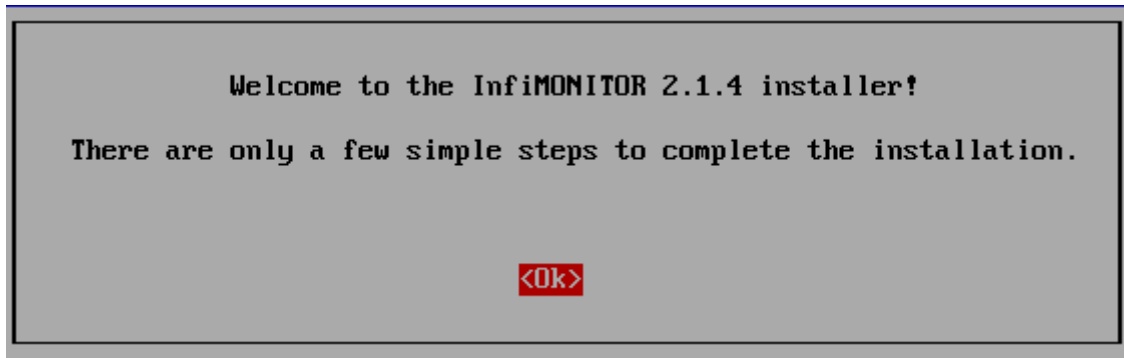 Welcome to the InfiMONITOR 2.1.4 installer!
There are only a few simple steps to complete the installation.
<Ok>